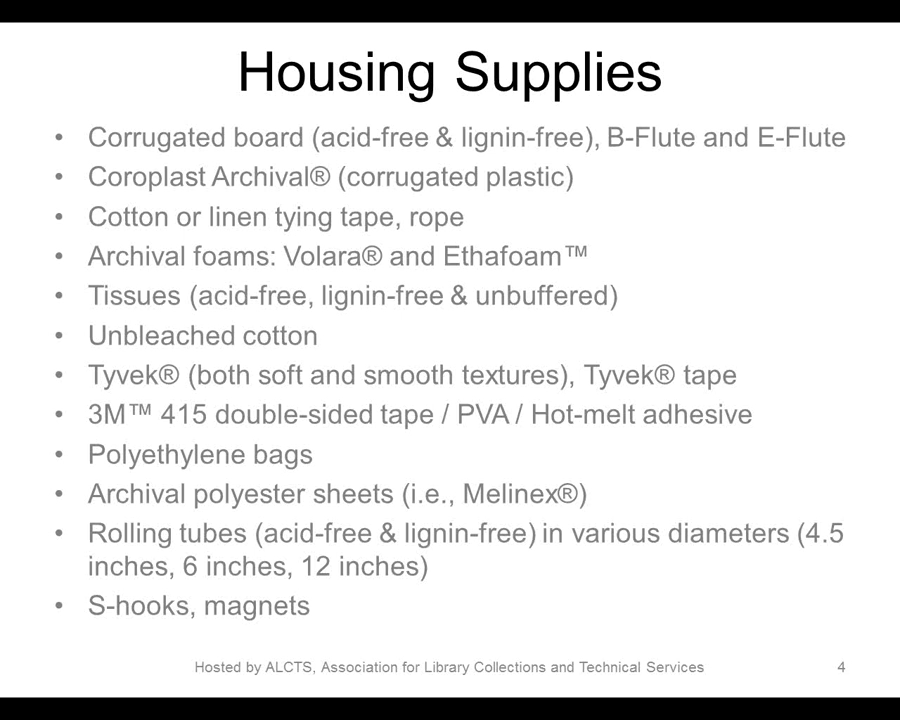 Housing Supplies
• Corrugated board (acid-free & lignin-free), B-Flute and E-Flute
• Coroplast Archival® (corrugated plastic)
• Cotton or linen tying tape, rope
• Archival foams: Volara® and Ethafoam™
• Tissues (acid-free, lignin-free & unbuffered)
• Unbleached cotton
• Tyvek® (both soft and smooth textures), Tyvek® tape
• 3M™ 415 double-sided tape / PVA / Hot-melt adhesive
• Polyethylene bags
• Archival polyester sheets (i.e., Melinex®)
• Rolling tubes (acid-free & lignin-free) in various diameters (4.5
inches, 6 inches, 12 inches)
• S-hooks, magnets
Hosted by ALCTS, Association for Library Collections and Technical Services
4